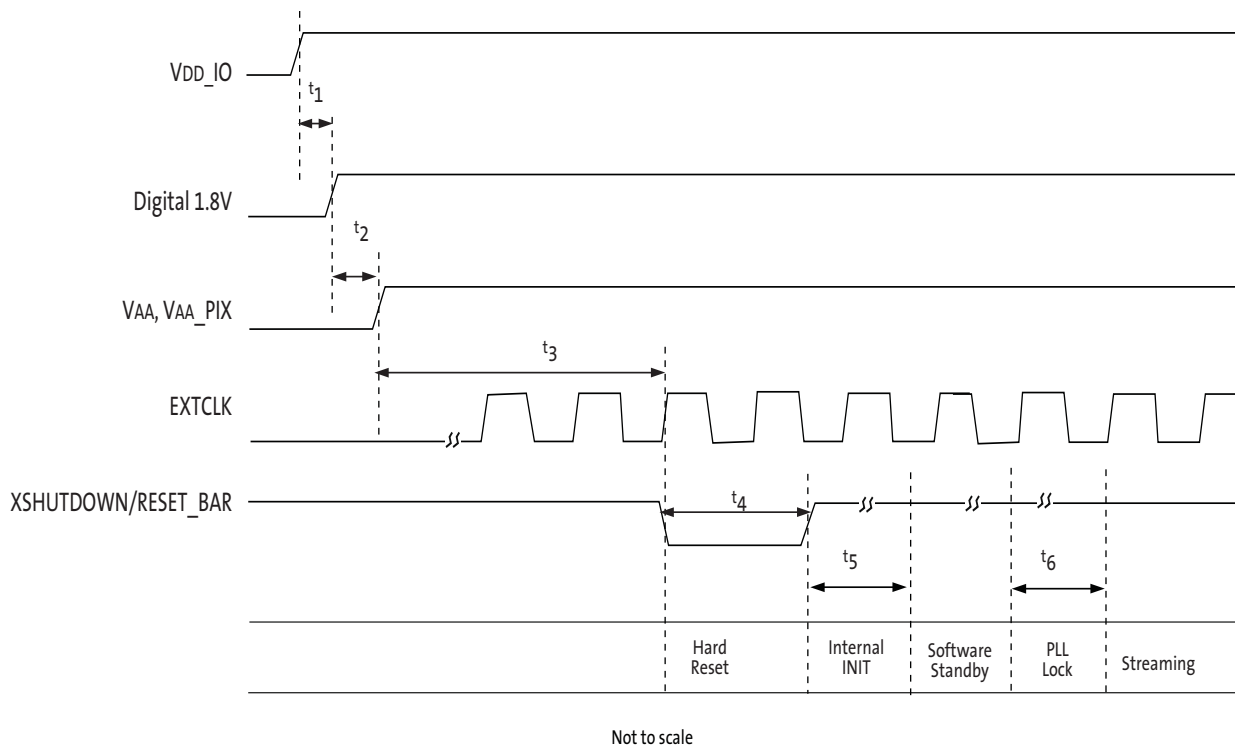 VDD_IO
t1
Digital 1.8V
t2
VAA, VAA_PIX
t3
EXTCLK
XSHUTDOWN/RESET_BAR
t4
t5
t6
Hard
Reset
Internal
INIT
Software
Standby
PLL
Lock
Streaming
Not to scale